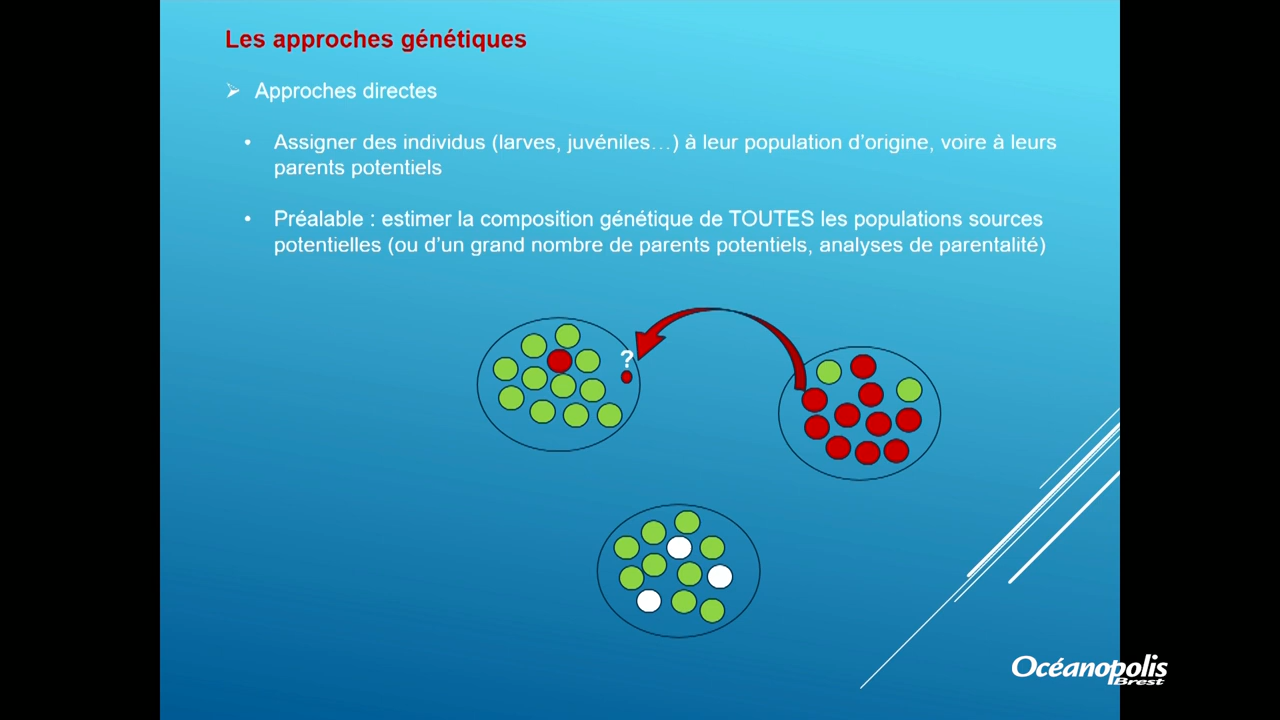 Les approches génétiques
Approches directes
Assigner des individus (larves, juvéniles…) à leur population d'origine, voire à leurs
parents potentiels
Préalable : estimer la composition génétique de TOUTES les populations sources
potentielles (ou d'un grand nombre de parents potentiels, analyses de parentalité)
?
Océanopolis
Brest